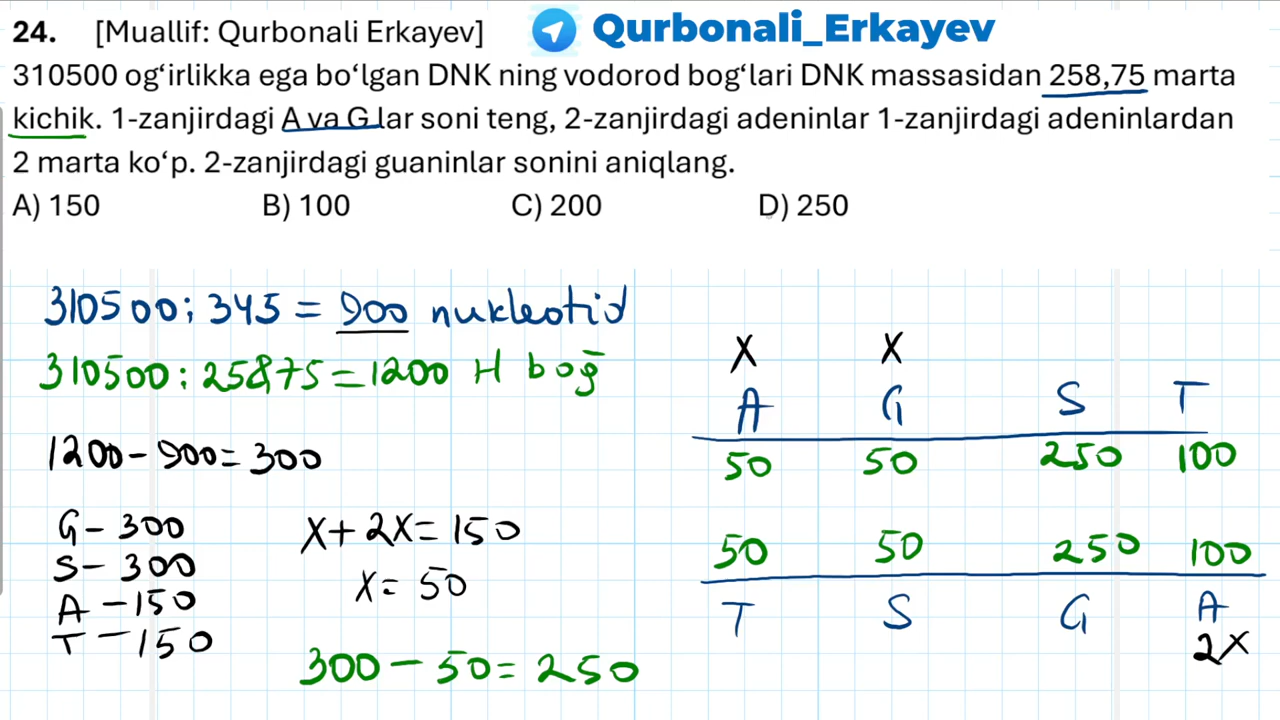 24. [Muallif: Qurbonali Erkayev] Qurbonali_Erkayev
310500 og‘irlikka ega bo‘lgan DNK ning vodorod bog‘lari DNK massasidan 258,75 marta
kichik. 1-zanjirdagi A va G lar soni teng, 2-zanjirdagi adeninlar 1-zanjirdagi adeninlardan
2 marta ko‘p. 2-zanjirdagi guaninlar sonini aniqlang.
A) 150 B) 100 C) 200 D) 250
310500 : 345 = 900 nukleotid
310500 : 258,75 = 1200 H bog‘
1200 - 900 = 300
G - 300
S - 300
A - 150
T - 150
X + 2X = 150
X = 50
300 - 50 = 250
X X
A G S T
50 50 250 100
50 50 250 100
T S G A
2X